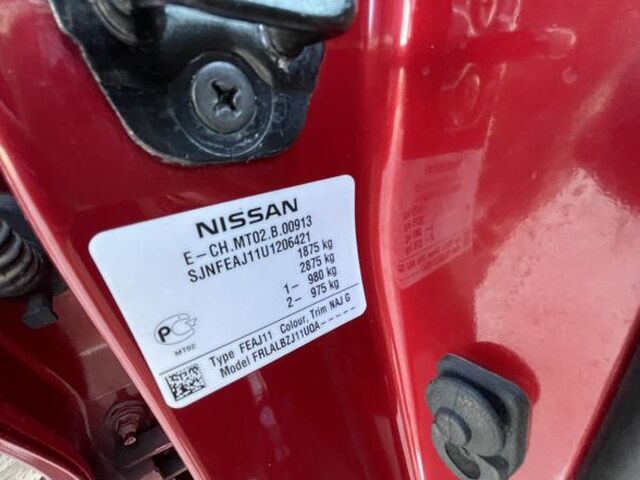 NISSAN
E-CH.MT02.B.00913
SJNFEAJ11U1206421
1875 kg
2875 kg
1- 980 kg
2- 975 kg
MT02
Type FEAJ11 Colour,Trim NAJ G
Model FRLALBZJ11UQA-----